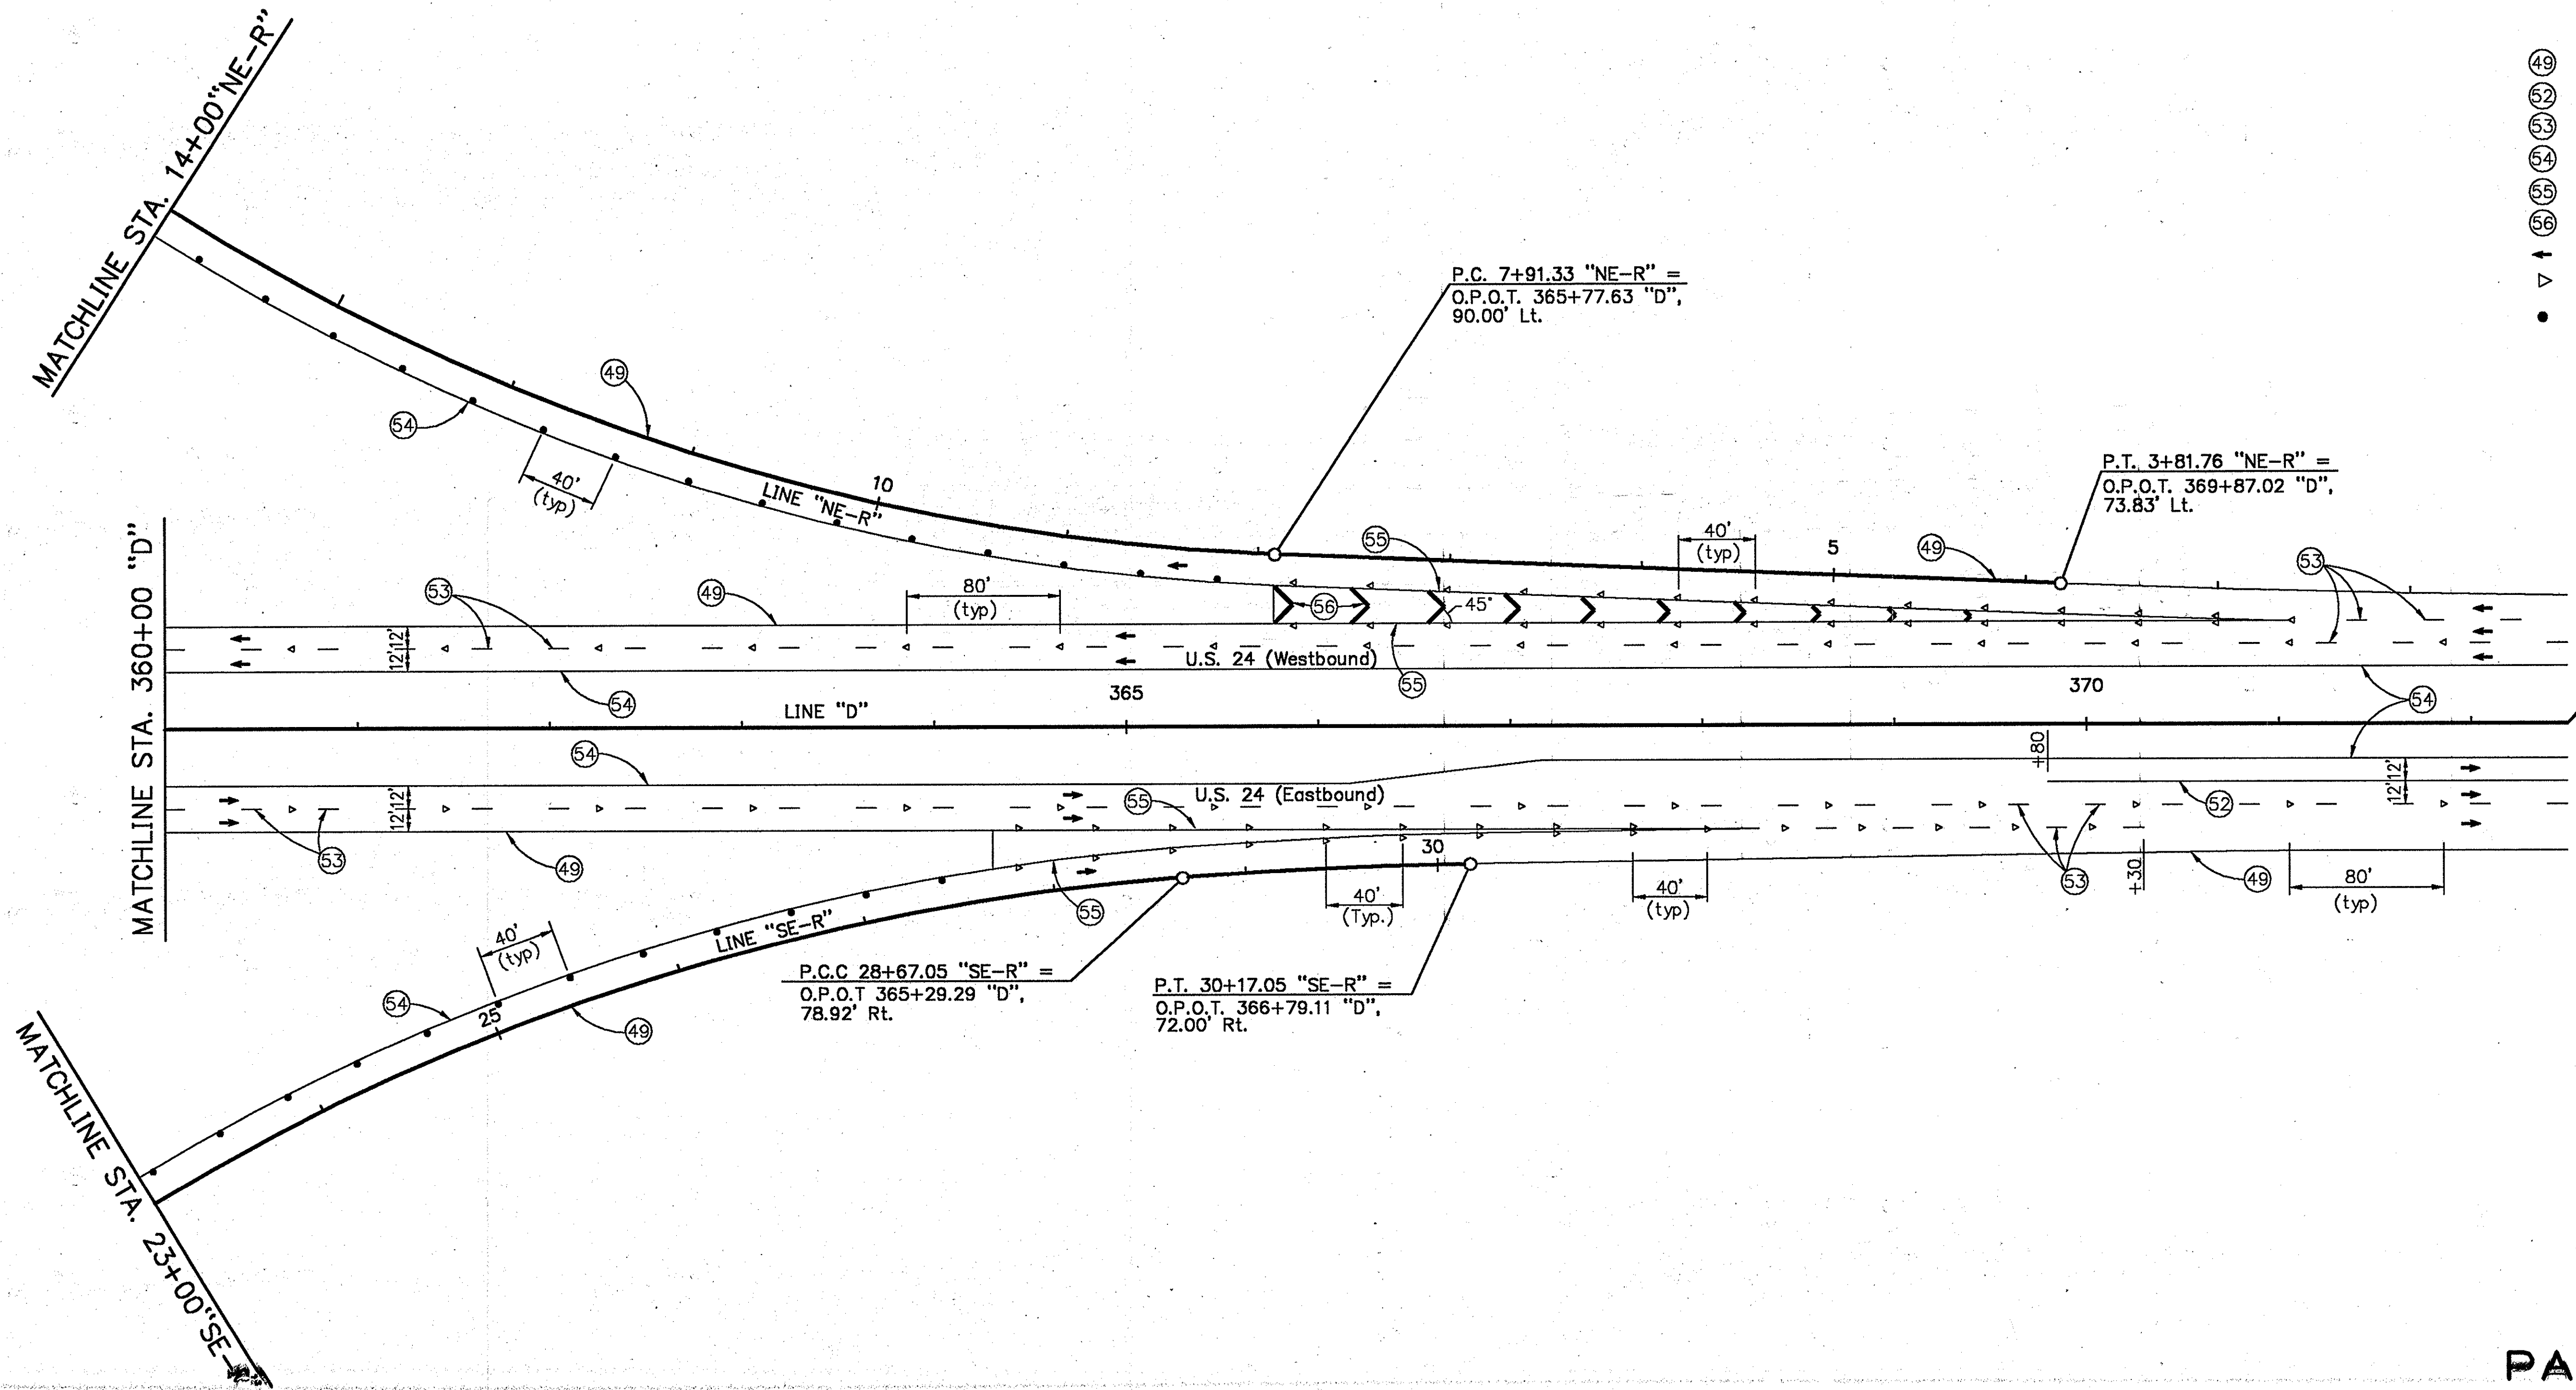 MATCHLINE STA. 14+00"NE-R"
49
52
53
54
55
56
P.C. 7+91.33 "NE-R" =
O.P.O.T. 365+77.63 "D",
90.00' Lt.
49
54
40'
(typ)
10
LINE "NE-R"
P.T. 3+81.76 "NE-R" =
O.P.O.T. 369+87.02 "D",
73.83' Lt.
55
40'
(typ)
5
49
53
MATCHLINE STA. 360+00 "D"
53
49
80'
(typ)
56
45°
12'
12'
U.S. 24 (Westbound)
55
54
365
370
LINE "D"
54
54
+80
12'
12'
55
U.S. 24 (Eastbound)
12'
12'
52
53
49
30
53
+30
49
80'
(typ)
40'
(Typ.)
40'
(typ)
55
40'
(typ)
LINE "SE-R"
P.C.C 28+67.05 "SE-R" =
O.P.O.T 365+29.29 "D",
78.92' Rt.
P.T. 30+17.05 "SE-R" =
O.P.O.T. 366+79.11 "D",
72.00' Rt.
54
25
49
MATCHLINE STA. 23+00"SE-
PA